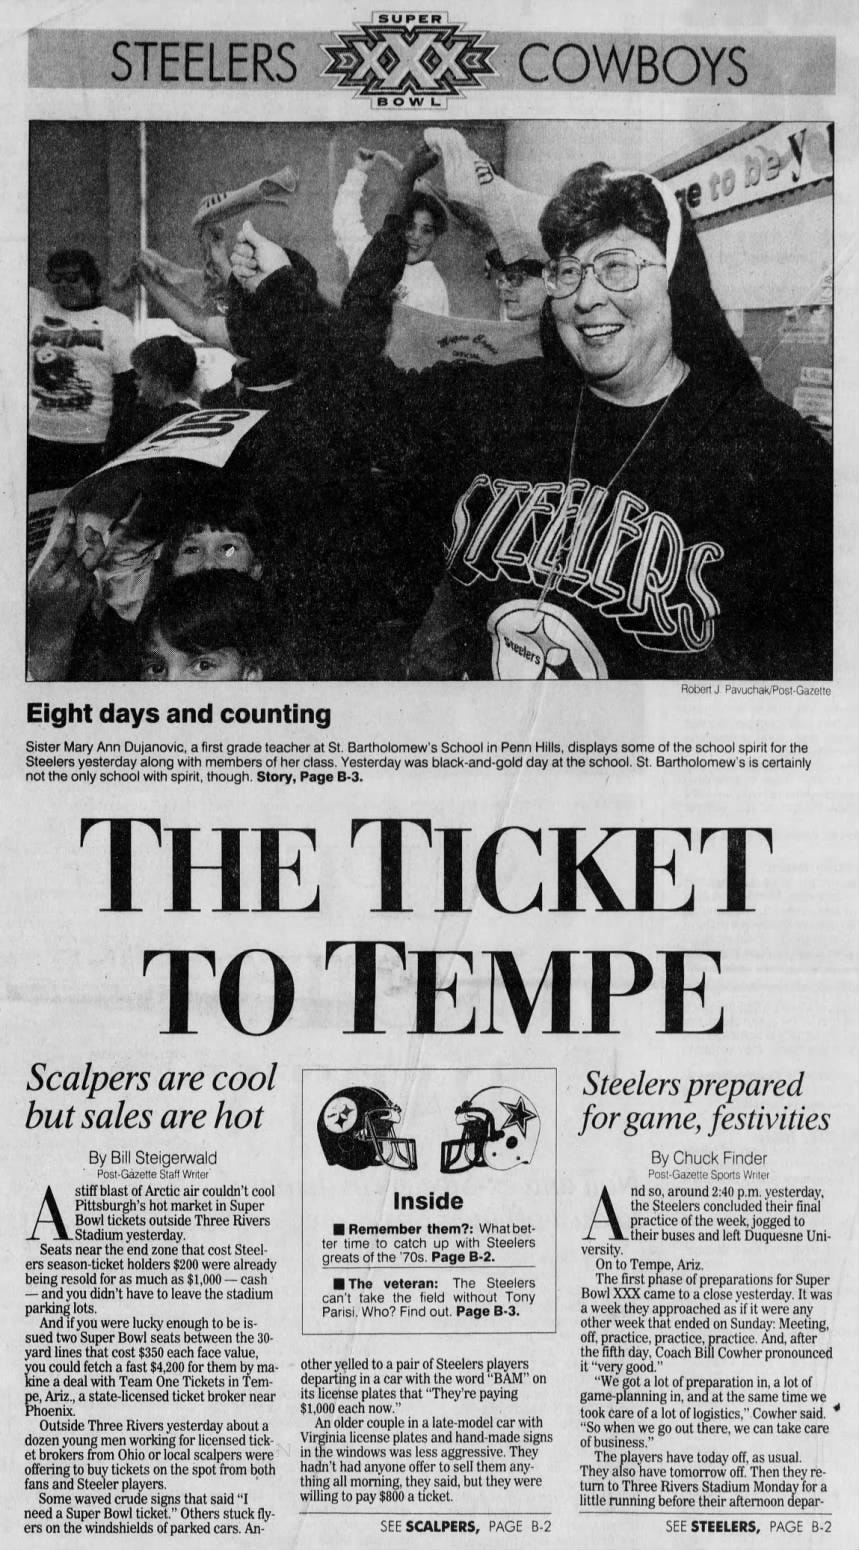 SUPER
STEELERS XXX COWBOYS
BOWL
e to be you
STEELERS
Steelers
Robert J. Pavuchak/Post-Gazette
Eight days and counting
Sister Mary Ann Dujanovic, a first grade teacher at St. Bartholomew's School in Penn Hills, displays some of the school spirit for the
Steelers yesterday along with members of her class. Yesterday was black-and-gold day at the school. St. Bartholomew's is certainly
not the only school with spirit, though. Story, Page B-3.
THE TICKET
TO TEMPE
Scalpers are cool
but sales are hot
By Bill Steigerwald
Post-Gazette Staff Writer
A stiff blast of Arctic air couldn't cool
Pittsburgh's hot market in Super
Bowl tickets outside Three Rivers
Stadium yesterday.
Seats near the end zone that cost Steel-
ers season-ticket holders $200 were already
being resold for as much as $1,000 — cash
— and you didn't have to leave the stadium
parking lots.
And if you were lucky enough to be is-
sued two Super Bowl seats between the 30-
yard lines that cost $350 each face value,
you could fetch a fast $4,200 for them by ma-
kine a deal with Team One Tickets in Tem-
pe, Ariz., a state-licensed ticket broker near
Phoenix.
Outside Three Rivers yesterday about a
dozen young men working for licensed tick-
et brokers from Ohio or local scalpers were
offering to buy tickets on the spot from both
fans and Steeler players.
Some waved crude signs that said "I
need a Super Bowl ticket." Others stuck fly-
ers on the windshields of parked cars. An-
Inside
■ Remember them?: What bet-
ter time to catch up with Steelers
greats of the '70s. Page B-2.
■ The veteran: The Steelers
can't take the field without Tony
Parisi. Who? Find out. Page B-3.
other yelled to a pair of Steelers players
departing in a car with the word "BAM" on
its license plates that "They're paying
$1,000 each now."
An older couple in a late-model car with
Virginia license plates and hand-made signs
in the windows was less aggressive. They
hadn't had anyone offer to sell them any-
thing all morning, they said, but they were
willing to pay $800 a ticket.
SEE SCALPERS, PAGE B-2
Steelers prepared
for game, festivities
By Chuck Finder
Post-Gazette Sports Writer
And so, around 2:40 p.m. yesterday,
the Steelers concluded their final
practice of the week, jogged to
their buses and left Duquesne Uni-
versity.
On to Tempe, Ariz.
The first phase of preparations for Super
Bowl XXX came to a close yesterday. It was
a week they approached as if it were any
other week that ended on Sunday: Meeting,
off, practice, practice, practice. And, after
the fifth day, Coach Bill Cowher pronounced
it "very good."
"We got a lot of preparation in, a lot of
game-planning in, and at the same time we
took care of a lot of logistics," Cowher said.
"So when we go out there, we can take care
of business."
The players have today off, as usual.
They also have tomorrow off. Then they re-
turn to Three Rivers Stadium Monday for a
little running before their afternoon depar-
SEE STEELERS, PAGE B-2